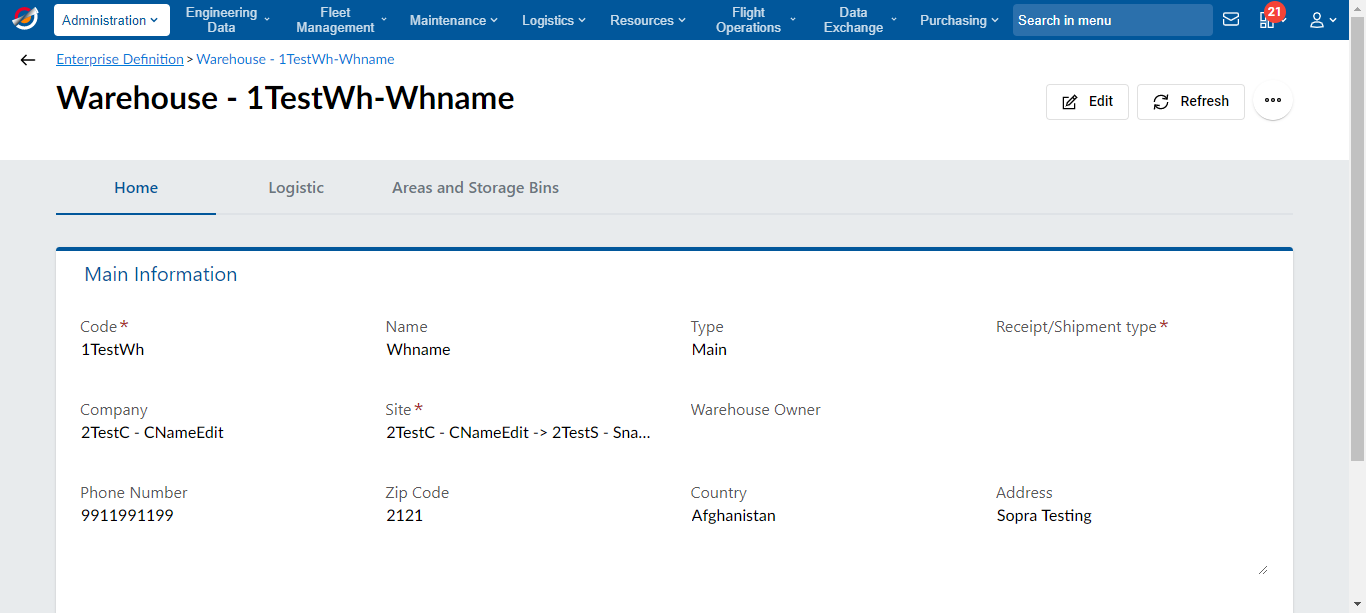 Administration
Engineering
Data
Fleet
Management
Maintenance
Logistics
Resources
Flight
Operations
Data
Exchange
Purchasing
Search in menu
21
Enterprise Definition > Warehouse - 1TestWh-Whname
Warehouse - 1TestWh-Whname
Edit
Refresh
Home
Logistic
Areas and Storage Bins
Main Information
Code*
Name
Type
Receipt/Shipment type*
1TestWh
Whname
Main
Company
Site*
Warehouse Owner
2TestC - CNameEdit
2TestC - CNameEdit -> 2TestS - Sna...
Phone Number
Zip Code
Country
Address
9911991199
2121
Afghanistan
Sopra Testing